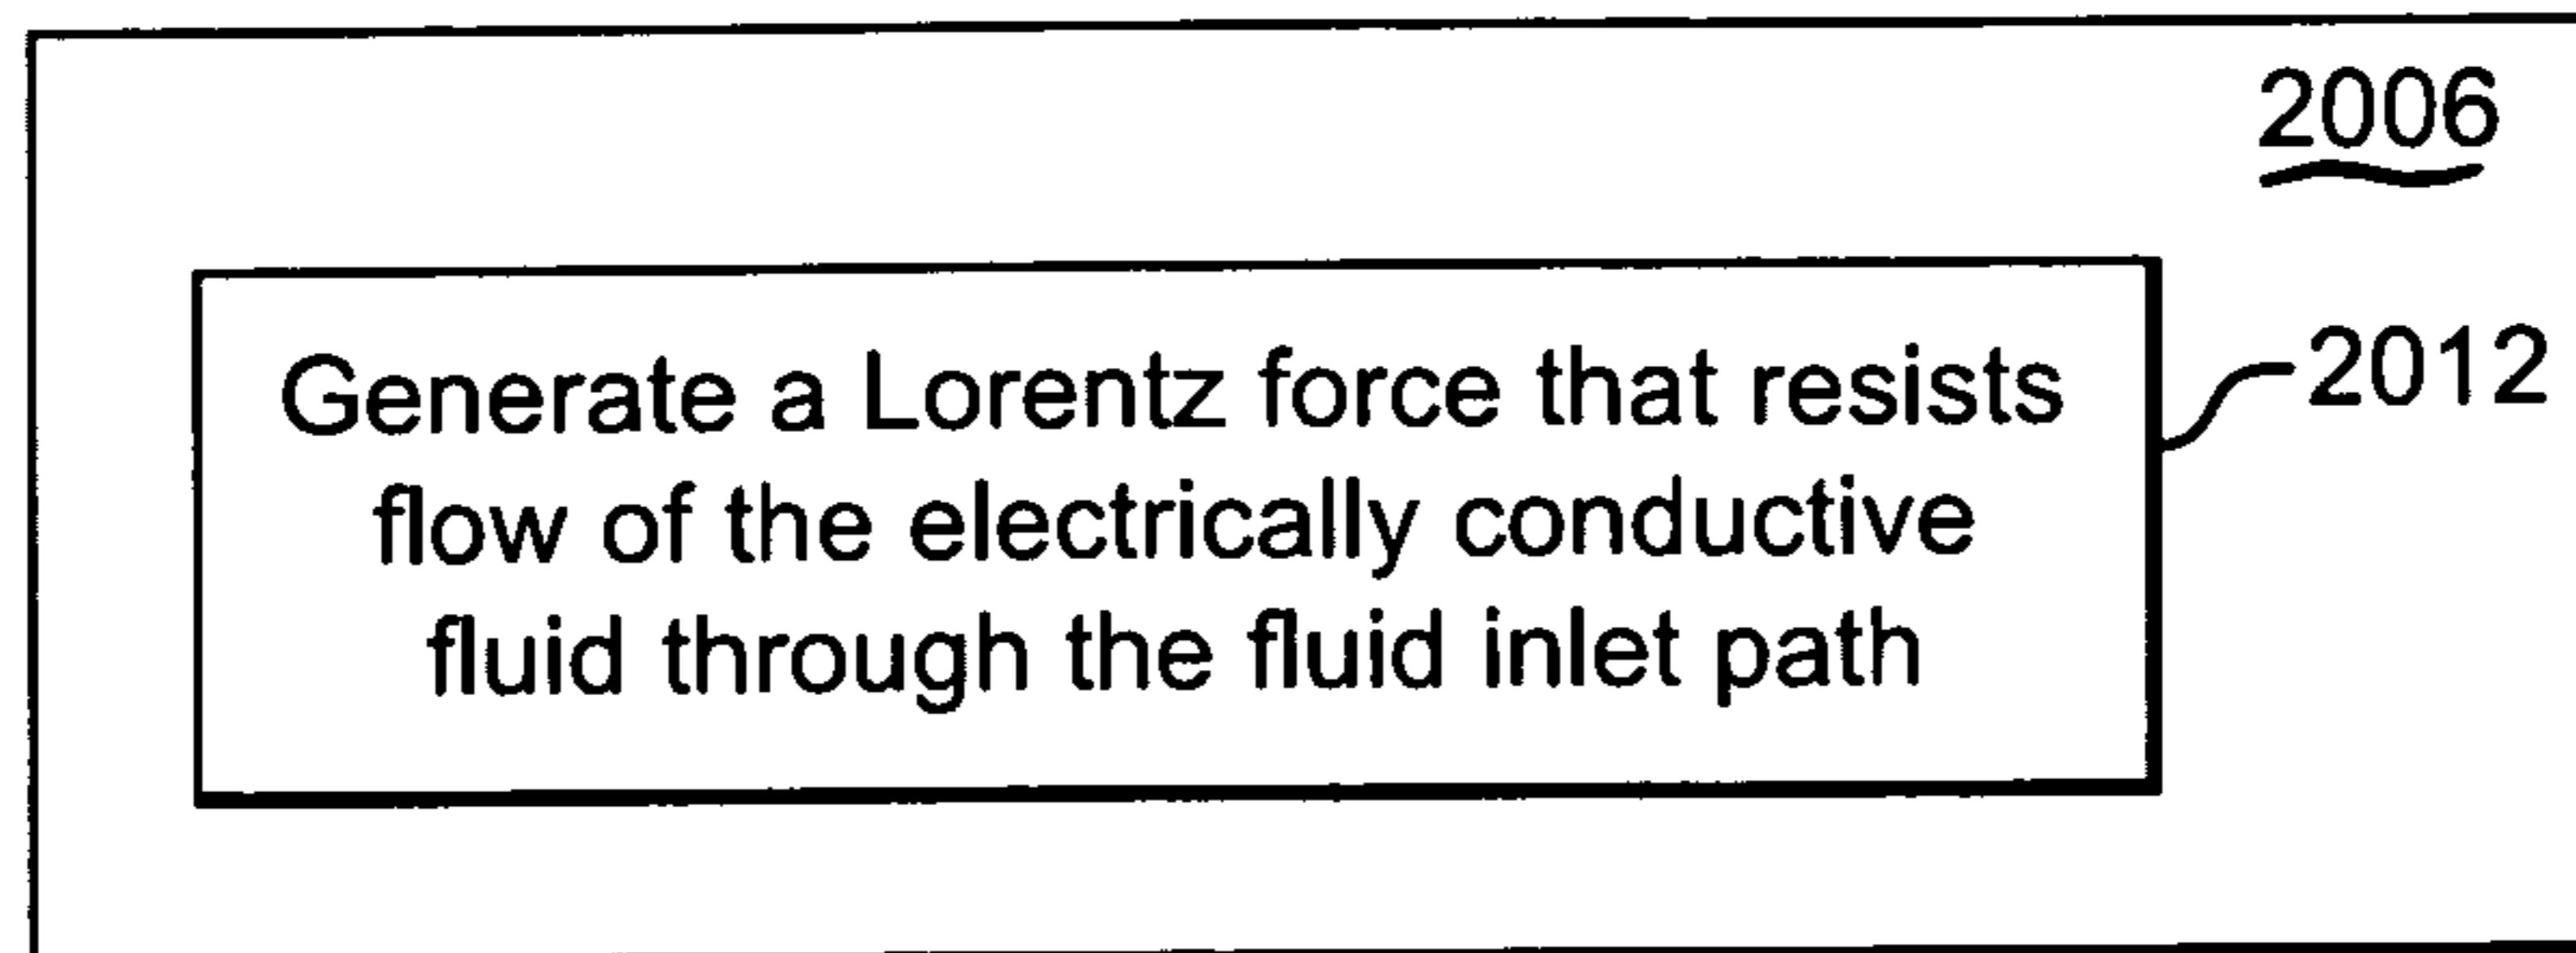 2006
Generate a Lorentz force that resists
flow of the electrically conductive
fluid through the fluid inlet path
2012